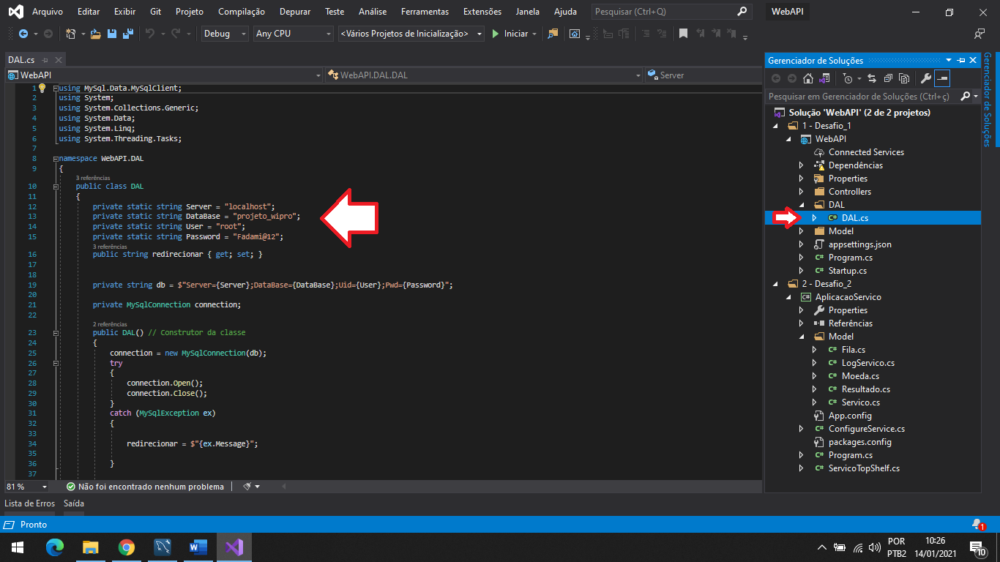 Arquivo Editar Exibir Git Projeto Compilação Depurar Teste Análise Ferramentas Extensões Janela Ajuda Pesquisar (Ctrl+Q) WebAPI
Debug Any CPU <Vários Projetos de Inicialização> Iniciar
DAL.cs
WebAPI WebAPI.DAL.DAL Server
1 using MySql.Data.MySqlClient;
2 using System;
3 using System.Collections.Generic;
4 using System.Data;
5 using System.Linq;
6 using System.Threading.Tasks;
7
8 namespace WebAPI.DAL
9 {
3 referências
10 public class DAL
11 {
12 private static string Server = "localhost";
13 private static string DataBase = "projeto_wipro";
14 private static string User = "root";
15 private static string Password = "Fadami@12";
3 referências
16 public string redirecionar { get; set; }
17
18
19 private string db = $"Server={Server};DataBase={DataBase};Uid={User};Pwd={Password}";
20
21 private MySqlConnection connection;
22
2 referências
23 public DAL() // Construtor da classe
24 {
25 connection = new MySqlConnection(db);
26 try
27 {
28 connection.Open();
29 connection.Close();
30 }
31 catch (MySqlException ex)
32 {
33
34 redirecionar = $"{ex.Message}";
35
36 }
37
81 % Não foi encontrado nenhum problema
Lista de Erros Saída
Gerenciador de Soluções
Pesquisar em Gerenciador de Soluções (Ctrl+ç)
Solução 'WebAPI' (2 de 2 projetos)
1 - Desafio_1
WebAPI
Connected Services
Dependências
Properties
Controllers
DAL
C# DAL.cs
Model
appsettings.json
C# Program.cs
C# Startup.cs
2 - Desafio_2
C# AplicacaoServico
Properties
Referências
Model
C# Fila.cs
C# LogServico.cs
C# Moeda.cs
C# Resultado.cs
C# Servico.cs
App.config
C# ConfigureService.cs
packages.config
C# Program.cs
C# ServicoTopShelf.cs
Gerenciador de Soluções
Pronto 1
POR 10:26
PTB2 14/01/2021 10